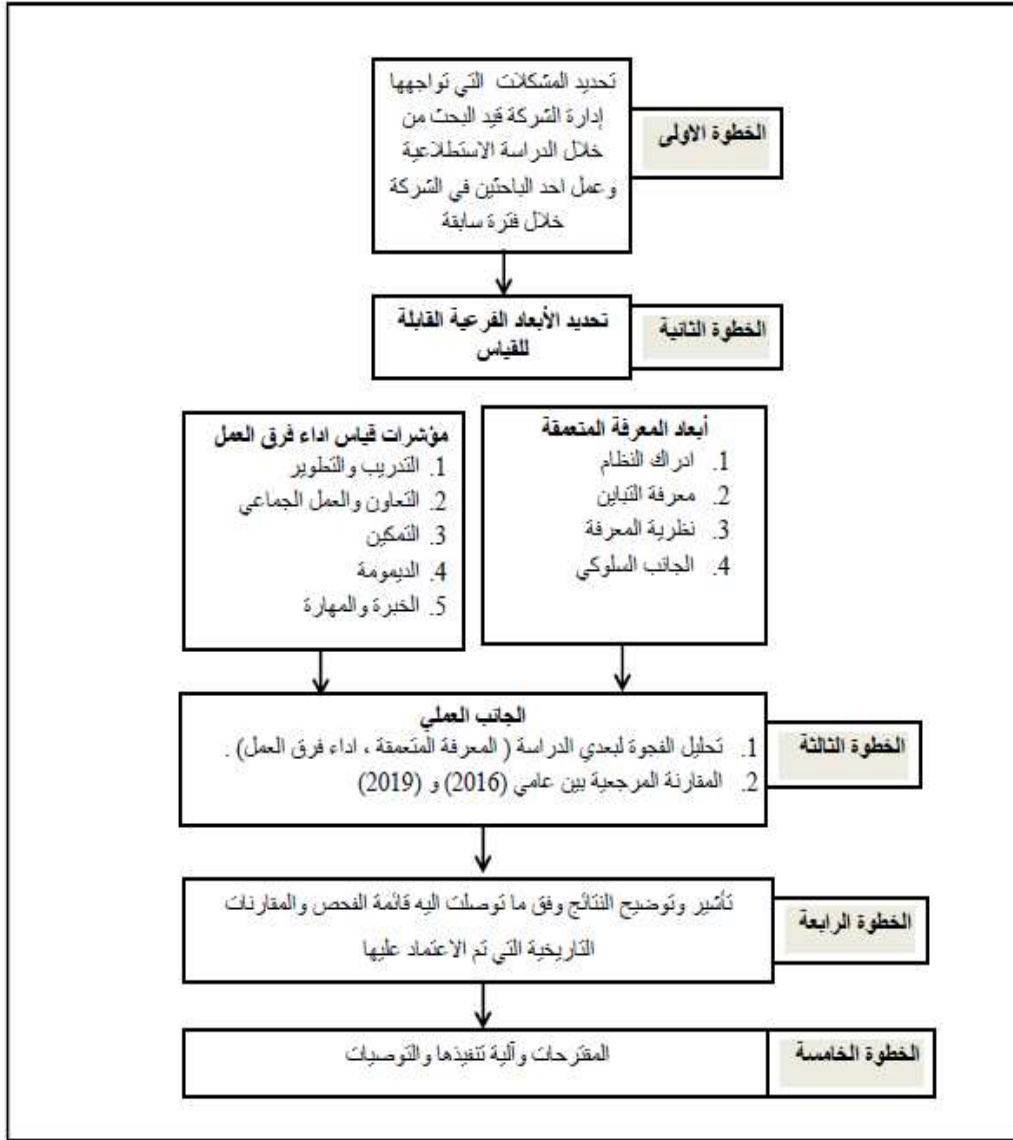 الخطوة الاولى
تحديد المشكلات التي تواجهها
إدارة الشركة قيد البحث من
خلال الدراسة الاستطلاعية
وعمل احد الباحثين في الشركة
خلال فترة سابقة
الخطوة الثانية
تحديد الأبعاد الفرعية القابلة
للقياس
أبعاد المعرفة المتعمقة
1. ادراك النظام
2. معرفة التباين
3. نظرية المعرفة
4. الجانب السلوكي
مؤشرات قياس اداء فرق العمل
1. التدريب والتطوير
2. التعاون والعمل الجماعي
3. التمكين
4. الديمومة
5. الخبرة والمهارة
الخطوة الثالثة
الجانب العملي
1. تحليل الفجوة لبعدي الدراسة ( المعرفة المتعمقة ، اداء فرق العمل) .
2. المقارنة المرجعية بين عامي (2016) و (2019)
الخطوة الرابعة
تأشير وتوضيح النتائج وفق ما توصلت اليه قائمة الفحص والمقارنات
التاريخية التي تم الاعتماد عليها
الخطوة الخامسة
المقترحات وآلية تنفيذها والتوصيات